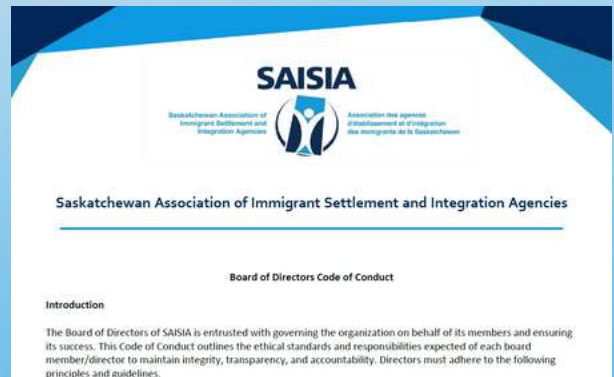 SAISIA
Saskatchewan Association of
Immigrant Settlement and
Integration Agencies
Association des agences
d'établissement et d'intégration
des immigrants de la Saskatchewan
Saskatchewan Association of Immigrant Settlement and Integration Agencies
Board of Directors Code of Conduct
Introduction
The Board of Directors of SAISIA is entrusted with governing the organization on behalf of its members and ensuring
its success. This Code of Conduct outlines the ethical standards and responsibilities expected of each board
member/director to maintain integrity, transparency, and accountability. Directors must adhere to the following
principles and guidelines.